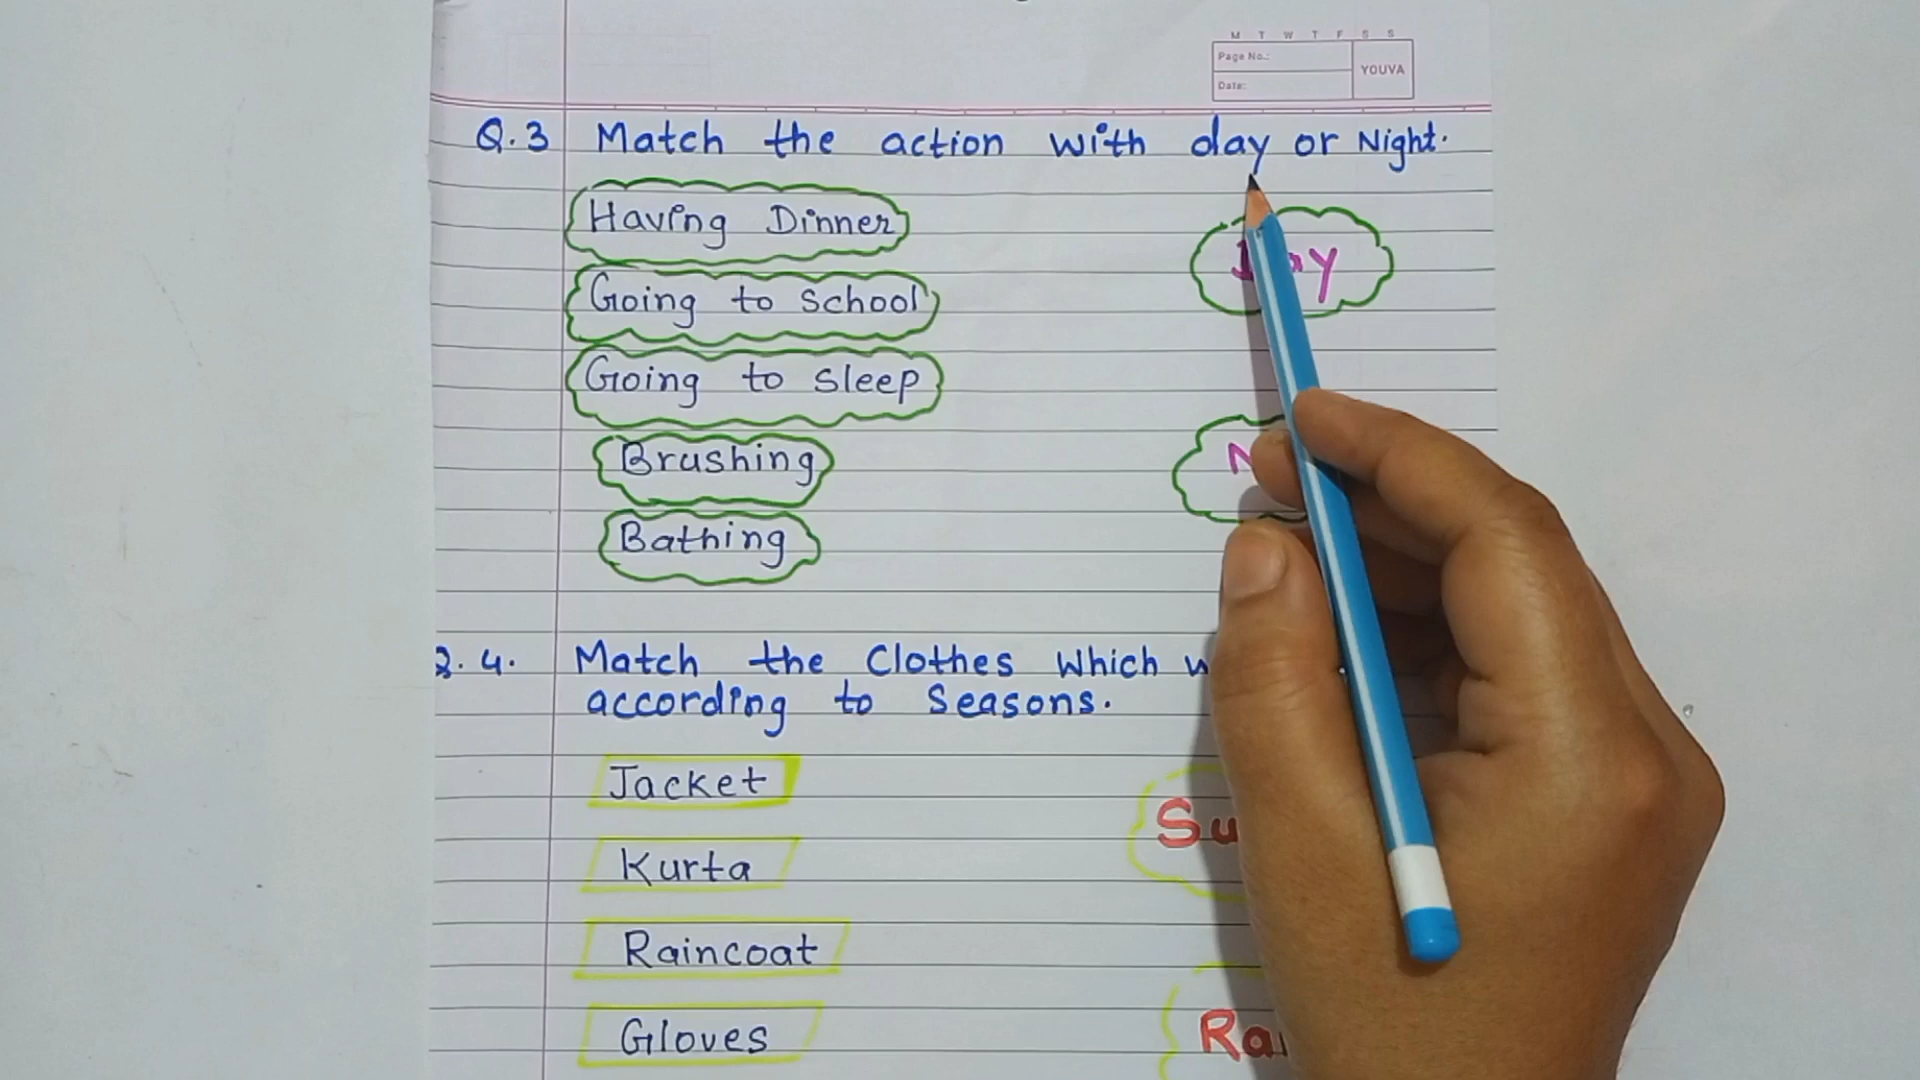 M T W T F S S
Page No.:
YOUVA
Date:
Q.3 Match the action with day or Night.
Having Dinner
Going to School
Going to Sleep
Brushing
Bathing
4. Match the Clothes Which
according to Seasons.
Jacket
Kurta
Raincoat
Gloves